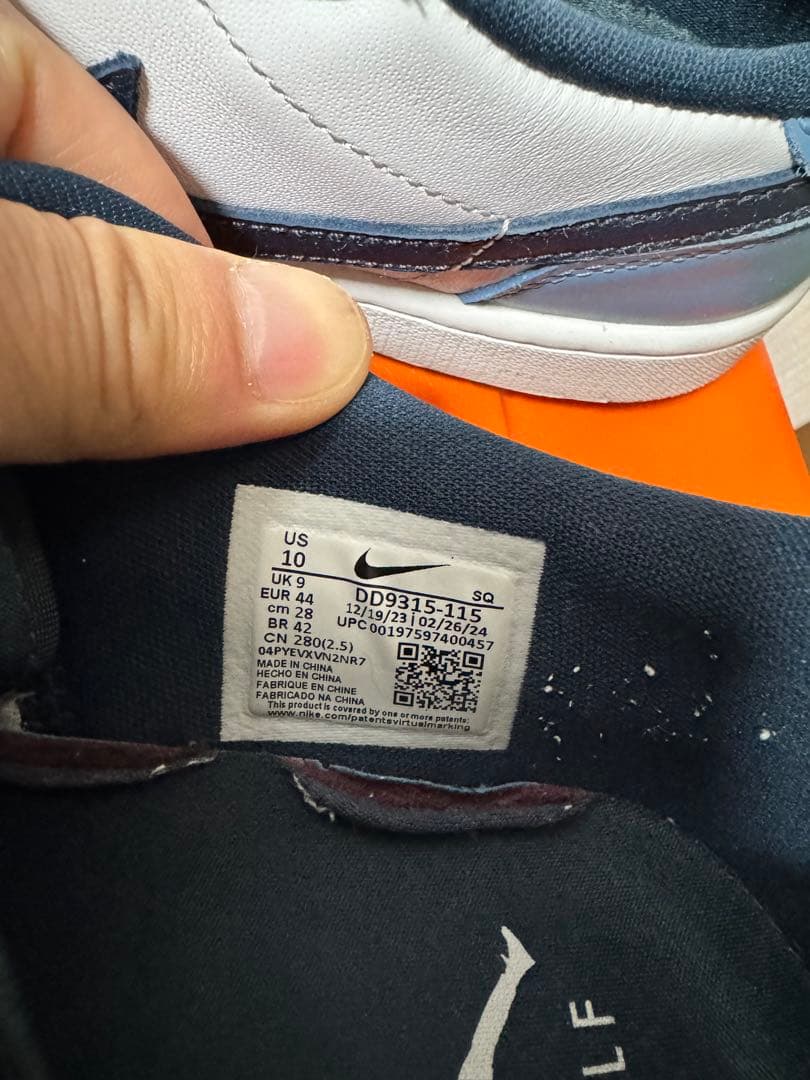 US
10
UK 9
EUR 44
cm 28
BR 42
CN 280(2.5)
SQ
DD9315-115
12/19/23 | 02/26/24
UPC 00197597400457
04PYEVXVN2NR7
MADE IN CHINA
HECHO EN CHINA
FABRIQUE EN CHINE
FABRICADO NA CHINA
This product is covered by one or more patents:
www.nike.com/patentsvirtualmarking
LF